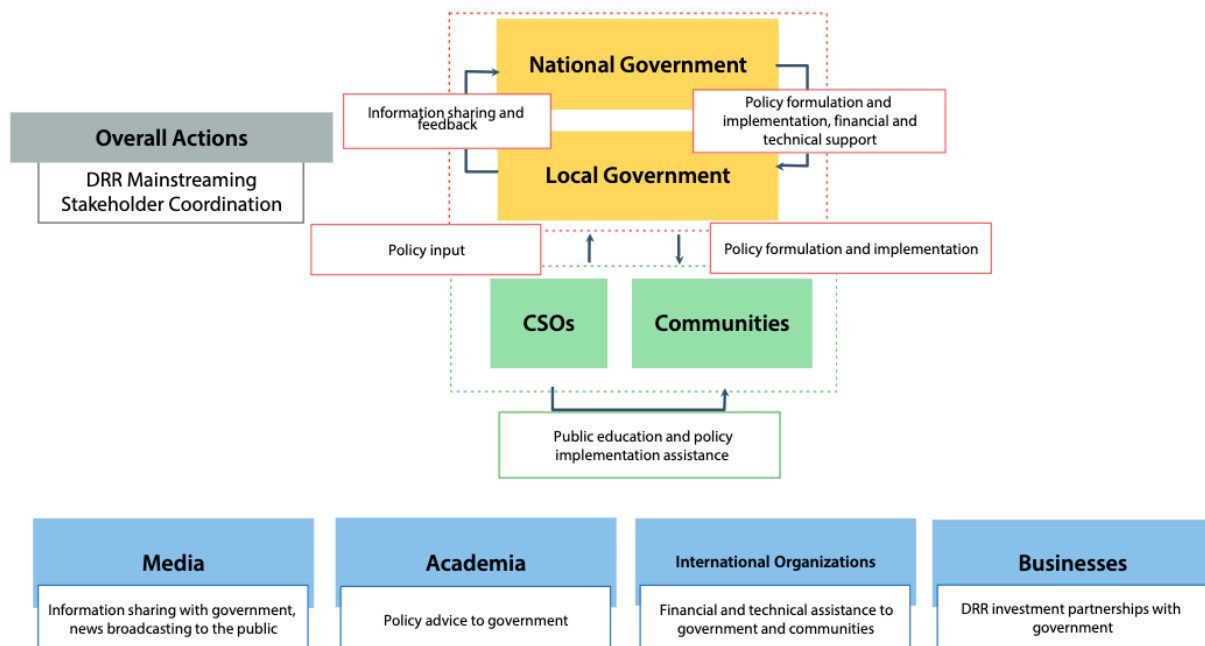 National Government
Information sharing and
feedback
Policy formulation and
implementation, financial and
technical support
Overall Actions
DRR Mainstreaming
Stakeholder Coordination
Local Government
Policy input
Policy formulation and implementation
CSOs
Communities
Public education and policy
implementation assistance
Media
Information sharing with government,
news broadcasting to the public
Academia
Policy advice to government
International Organizations
Financial and technical assistance to
government and communities
Businesses
DRR investment partnerships with
government